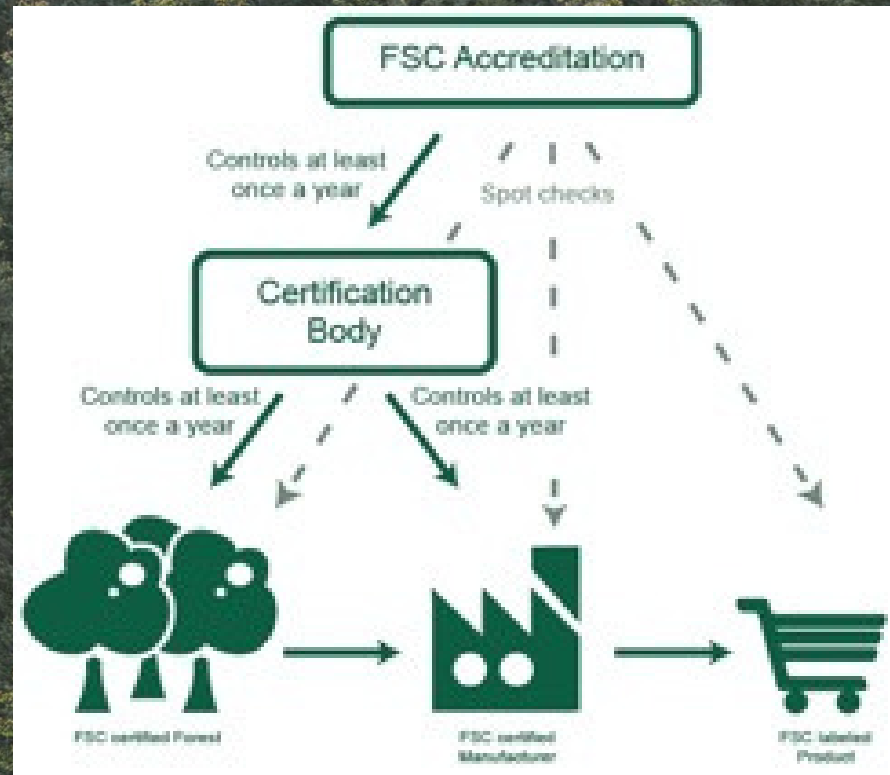 FSC Accreditation
Controls at least
once a year
Spot checks
Certification
Body
Controls at least
once a year
Controls at least
once a year
FSC certified Forest
FSC certified
Manufacturer
FSC labeled
Product